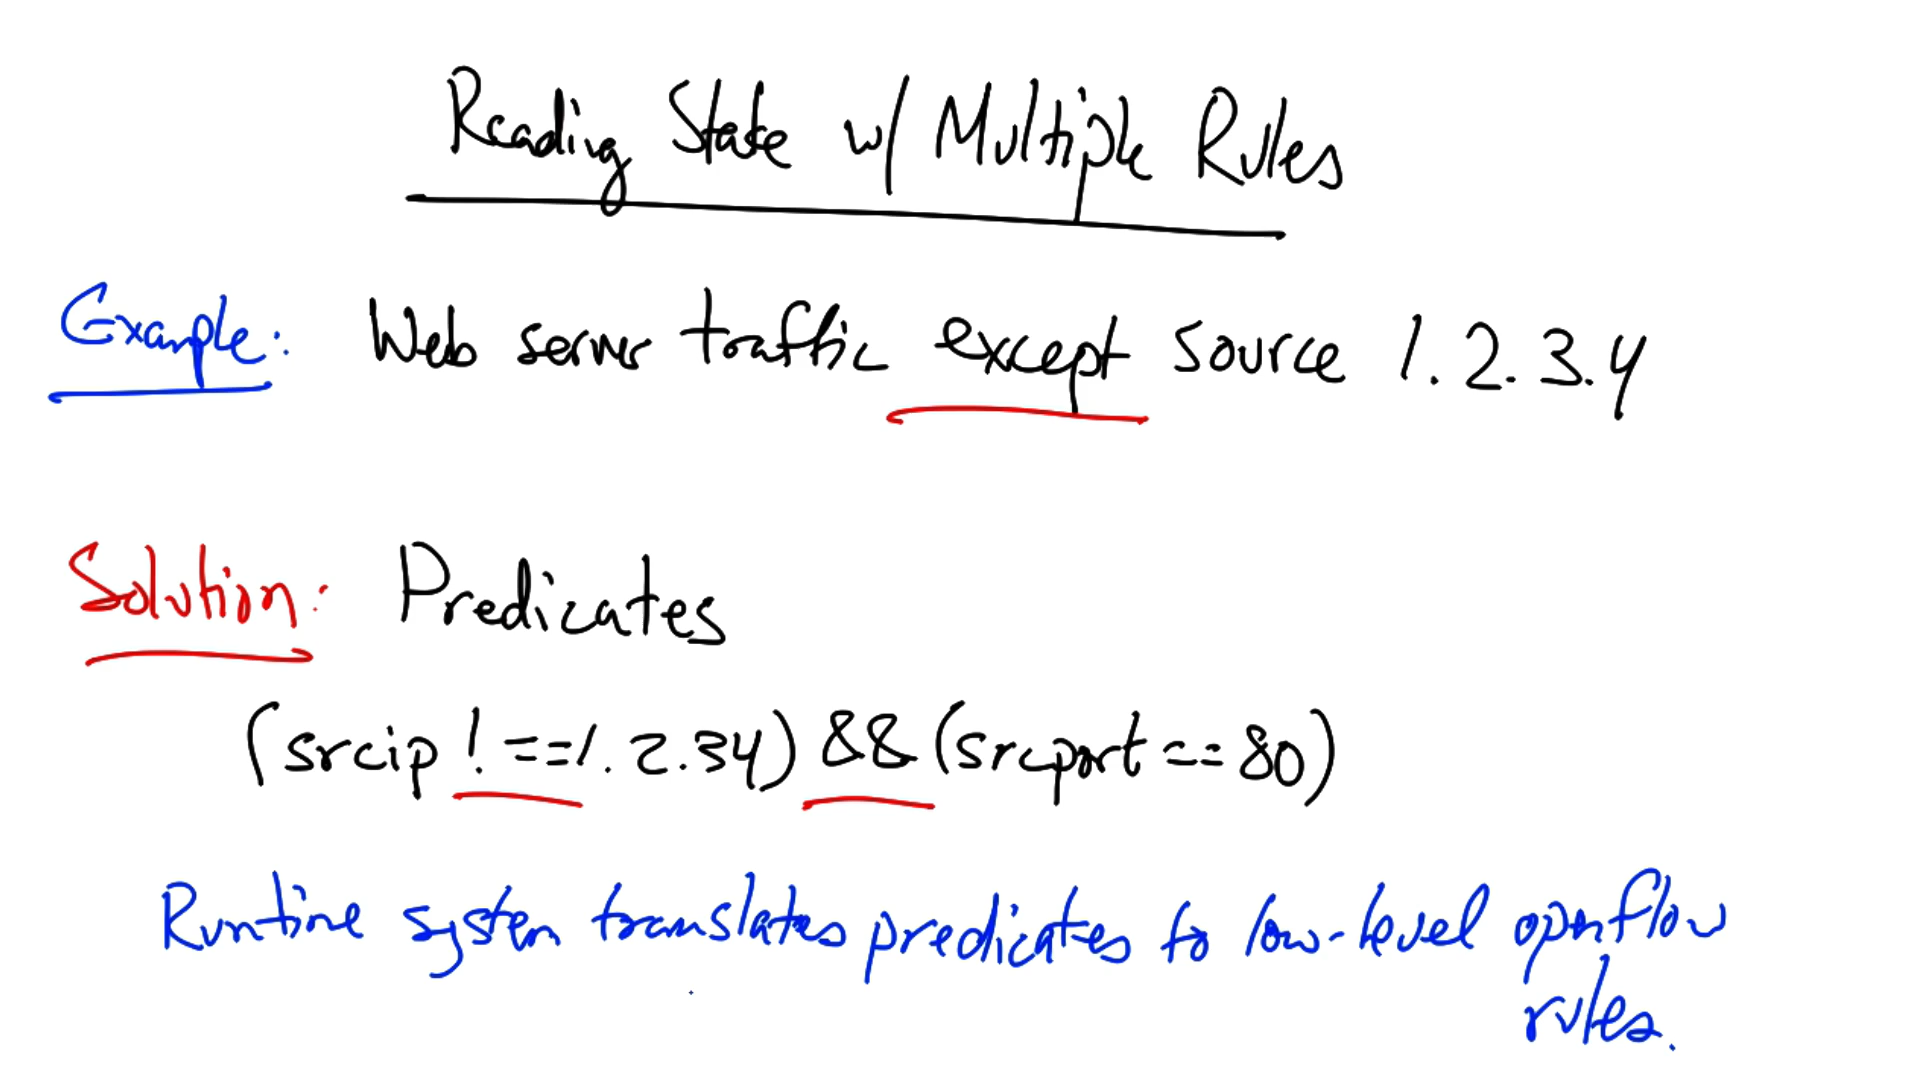 Reading State w/ Multiple Rules
Example: Web server traffic except source 1.2.3.4
Solution: Predicates
(srcip !==1.2.34) && (srcport == 80)
Runtime system translates predicates to low-level opnflow
rules.